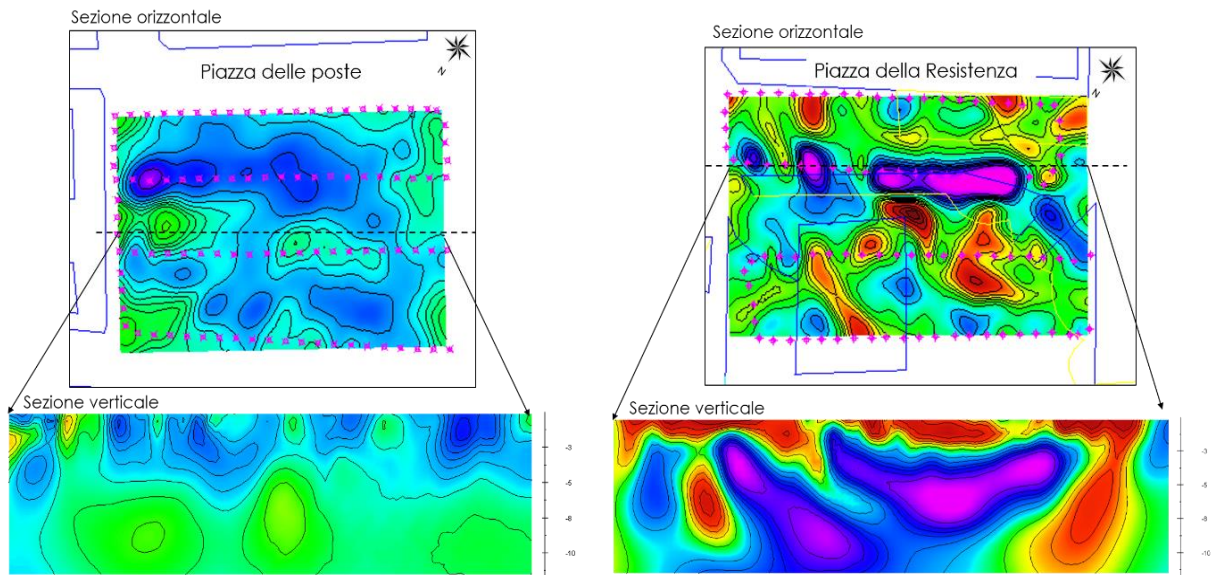 Sezione orizzontale
Piazza delle poste
N
Sezione verticale
-3
-5
-8
-10
Sezione orizzontale
Piazza della Resistenza
N
Sezione verticale
-3
-5
-8
-10